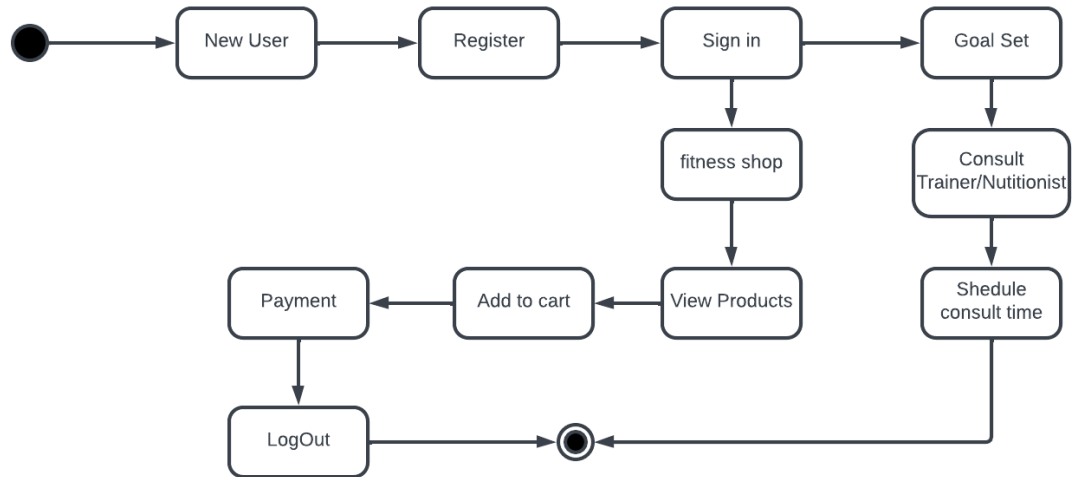 New User
Register
Sign in
Goal Set
fitness shop
Consult
Trainer/Nutitionist
Payment
Add to cart
View Products
Shedule
consult time
LogOut